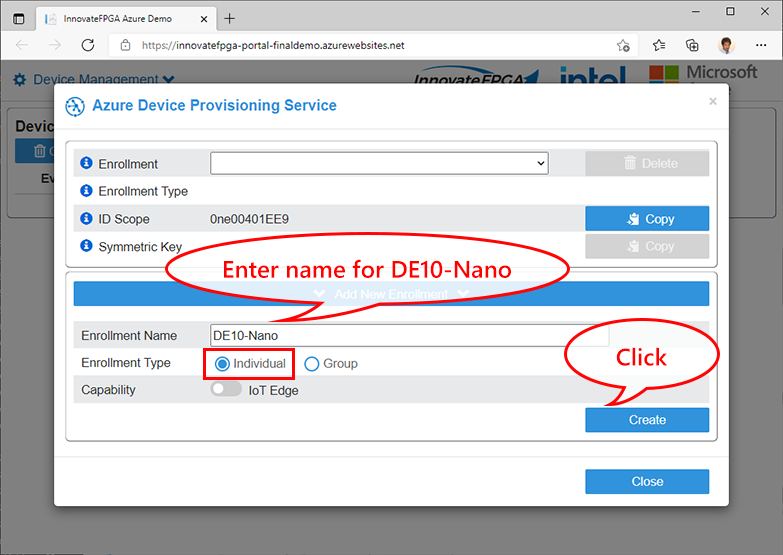 InnovateFPGA Azure Demo
https://innovatefpga-portal-finaldemo.azurewebsites.net
Device Management
InnovateFPGA
intel
Microsoft
Azure Device Provisioning Service
Devic
Ev
Enrollment
Delete
Enrollment Type
ID Scope 0ne00401EE9 Copy
Symmetric Key Copy
Enter name for DE10-Nano
Add New Enrollment
Enrollment Name DE10-Nano
Enrollment Type Individual Group
Click
Capability IoT Edge
Create
Close